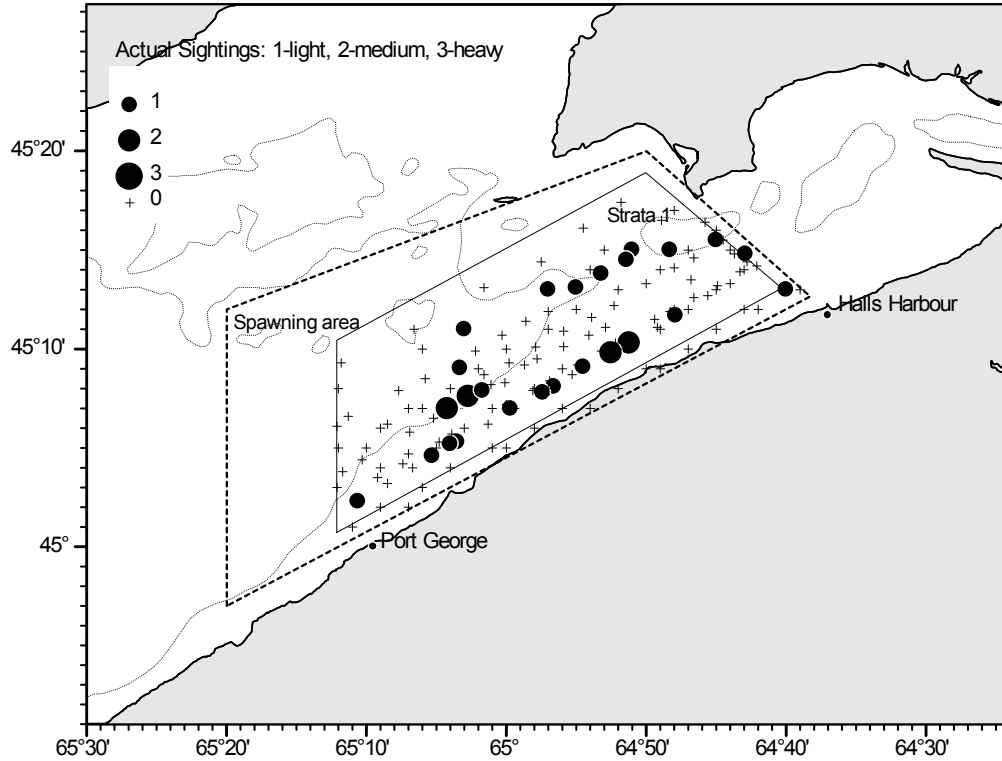 Actual Sightings: 1-light, 2-medium, 3-heavy
1
2
3
0
45°20'
Strata 1
Spawning area
Halls Harbour
45°10'
45°
Port George
65°30'
65°20'
65°10'
65°
64°50'
64°40'
64°30'